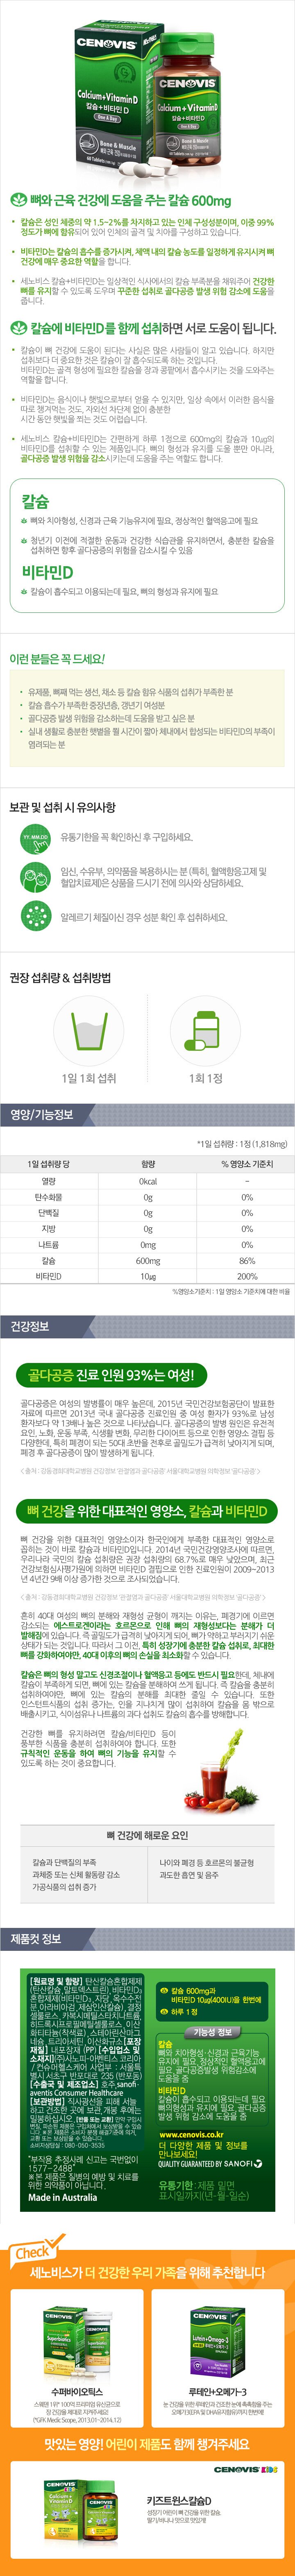 CENOVIS
Calcium+Vitamin D
칼슘+비타민 D
One A Day
Bone & Muscle
CENOVIS
Calcium+VitaminD
칼슘+비타민 D
One A Day
Bone & Muscle
뼈와 근육 건강에 도움을 주는 칼슘 600mg
• 칼슘은 성인 체중의 약 1.5~2%를 차지하고 있는 인체 구성성분이며, 이중 99%
정도가 뼈에 함유되어 있어 인체의 골격 및 치아를 구성하고 있습니다.
• 비타민D는 칼슘의 흡수를 증가시켜, 체액 내의 칼슘 농도를 일정하게 유지시켜 뼈
건강에 매우 중요한 역할을 합니다.
• 세노비스 칼슘+비타민D는 일상적인 식사에서의 칼슘 부족분을 채워주어 건강한
뼈를 유지할 수 있도록 도우며 꾸준한 섭취로 골다공증 발생 위험 감소에 도움을
줍니다.
칼슘에 비타민D를 함께 섭취하면 서로 도움이 됩니다.
• 칼슘이 뼈 건강에 도움이 된다는 사실은 많은 사람들이 알고 있습니다. 하지만
섭취보다 더 중요한 것은 칼슘이 잘 흡수되도록 하는 것입니다.
비타민D는 골격 형성에 필요한 칼슘을 장과 콩팥에서 흡수시키는 것을 도와주는
역할을 합니다.
• 비타민D는 음식이나 햇빛으로부터 얻을 수 있지만, 일상 속에서 이러한 음식을
따로 챙겨먹는 것도, 자외선 차단제 없이 충분한
시간 동안 햇빛을 쬐는 것도 어렵습니다.
• 세노비스 칼슘+비타민D는 간편하게 하루 1정으로 600mg의 칼슘과 10㎍의
비타민D를 섭취할 수 있는 제품입니다. 뼈의 형성과 유지를 도울 뿐만 아니라,
골다공증 발생 위험을 감소시키는데 도움을 주는 역할도 합니다.
칼슘
뼈와 치아형성, 신경과 근육 기능유지에 필요, 정상적인 혈액응고에 필요
청년기 이전에 적절한 운동과 건강한 식습관을 유지하면서, 충분한 칼슘을
섭취하면 향후 골다공증의 위험을 감소시킬 수 있음
비타민D
칼슘이 흡수되고 이용되는데 필요, 뼈의 형성과 유지에 필요
이런 분들은 꼭 드세요!
• 유제품, 뼈째 먹는 생선, 채소 등 칼슘 함유 식품의 섭취가 부족한 분
• 칼슘 흡수가 부족한 중장년층, 갱년기 여성분
• 골다공증 발생 위험을 감소하는데 도움을 받고 싶은 분
• 실내 생활로 충분한 햇볕을 쬘 시간이 짧아 체내에서 합성되는 비타민D의 부족이
염려되는 분
보관 및 섭취 시 유의사항
YY. MM.DD
유통기한을 꼭 확인하신 후 구입하세요.
임신, 수유부, 의약품을 복용하시는 분 (특히, 혈액항응고제 및
혈압치료제)은 상품을 드시기 전에 의사와 상담하세요.
알레르기 체질이신 경우 성분 확인 후 섭취하세요.
권장 섭취량 & 섭취방법
1일 1회 섭취
1회 1정
영양/기능정보
*1일 섭취량 : 1정 (1,818mg)
1일 섭취량 당 함량 % 영양소 기준치
열량 0kcal -
탄수화물 0g 0%
단백질 0g 0%
지방 0g 0%
나트륨 0mg 0%
칼슘 600mg 86%
비타민D 10㎍ 200%
%영양소기준치 : 1일 영양소 기준치에 대한 비율
건강정보
골다공증 진료 인원 93%는 여성!
골다공증은 여성의 발병률이 매우 높은데, 2015년 국민건강보험공단이 발표한
자료에 따르면 2013년 국내 골다공증 진료인원 중 여성 환자가 93%로 남성
환자보다 약 13배나 높은 것으로 나타났습니다. 골다공증의 발병 원인은 유전적
요인, 노화, 운동 부족, 식생활 변화, 무리한 다이어트 등으로 인한 영양소 결핍 등
다양한데, 특히 폐경이 되는 50대 초반을 전후로 골밀도가 급격히 낮아지게 되며,
폐경 후 골다공증에 이르게 됩니다.
< 출처 : 강동경희대학교병원 건강정보 '관절염과 골다공증' 서울대학교병원 의학정보 '골다공증' >
뼈 건강을 위한 대표적인 영양소, 칼슘과 비타민D
뼈 건강을 위한 대표적인 영양소이자 한국인에게 부족한 대표적인 영양소로
꼽히는 것이 바로 칼슘과 비타민D입니다. 2014년 국민건강영양조사에 따르면,
우리나라 국민의 칼슘 섭취량은 권장 섭취량의 68.7%로 매우 낮았으며, 최근
건강보험심사평가원에 의하면 비타민D 결핍으로 인한 진료인원이 2009~2013
년 4년간 9배 이상 증가한 것으로 조사되었습니다.
< 출처 : 강동경희대학교병원 건강정보 '관절염과 골다공증' 서울대학교병원 의학정보 '골다공증' >
흔히 40대 여성의 뼈의 분해와 재형성 균형이 깨지는 이유는, 폐경기에 이르면
감소되는 에스트로겐이라는 호르몬으로 인해 뼈의 재형성보다는 분해가 더
발해짐에 있습니다. 즉 골밀도가 급격히 낮아지게 되어, 뼈가 약하고 부러지기 쉬운
상태가 되는 것입니다. 따라서 그 이전, 특히 성장기에 충분한 칼슘 섭취로, 최대한
뼈를 강화하여야만, 40대 이후의 뼈의 손실을 최소화할 수 있습니다.
칼슘은 뼈의 형성 말고도 신경조절이나 혈액응고 등에도 반드시 필요한데, 체내에
칼슘이 부족하게 되면, 뼈에 있는 칼슘을 분해하여 쓰게 됩니다. 즉 칼슘을 충분히
섭취하여야만, 뼈에 있는 칼슘의 분해를 최대한 줄일 수 있습니다. 또한
인스턴트식품의 섭취 증가는, 인을 지나치게 많이 섭취하여 칼슘을 몸 밖으로
배출시키고, 식이섬유나 나트륨의 과다 섭취도 칼슘의 흡수를 방해합니다.
건강한 뼈를 유지하려면 칼슘/비타민D 등이
풍부한 식품을 충분히 섭취하여야 합니다. 또한
규칙적인 운동을 하여 뼈의 기능을 유지할 수
있도록 하는 것이 중요합니다.
뼈 건강에 해로운 요인
칼슘과 단백질의 부족
과체중 또는 신체 활동량 감소
가공식품의 섭취 증가
나이와 폐경 등 호르몬의 불균형
과도한 흡연 및 음주
제품컷 정보
[원료명 및 함량] 탄산칼슘혼합제제
(탄산칼슘, 말토덱스트린), 비타민D3
혼합제제(비타민D3, 자당, 옥수수전
분, 아라비아검, 제삼인산칼슘), 결정
셀룰로스, 카복시메틸스타치나트륨,
히드록시프로필메틸셀룰로스, 이산
화티타늄(착색료), 스테아린산마그
네슘, 트리아세틴, 이산화규소[포장
재질] 내포장재 (PP) [수입업소 및
소재지](주)사노피-아벤티스 코리아
/ 컨슈머헬스케어 사업부 : 서울특
별시 서초구 반포대로 235 (반포동)
[수출국 및 제조업소] 호주 sanofi-
aventis Consumer Healthcare
[보관방법] 직사광선을 피해 서늘
하고 건조한 곳에 보관, 개봉 후에는
밀봉하십시오.
소비자상담실 : 080-050-3535
"부작용 추정사례 신고는 국번없이
1577-2488"
※본 제품은 질병의 예방 및 치료를
위한 의약품이 아닙니다.
Made in Australia
칼슘 600mg과
비타민D 10㎍(400IU)을 한번에
하루 1정
기능성 정보
칼슘
뼈와 치아형성·신경과 근육기능
유지에 필요, 정상적인 혈액응고에
필요, 골다공증발생 위험감소에
도움을 줌
비타민D
칼슘이 흡수되고 이용되는데 필요,
뼈의형성과 유지에 필요, 골다공증
발생 위험 감소에 도움을 줌
www.cenovis.co.kr
더 다양한 제품 및 정보를
만나보세요!
QUALITY GUARANTEED BY SANOFI
유통기한 : 제품 밑면
표시일까지(년·월·일순)
Check
세노비스가 더 건강한 우리 가족을 위해 추천합니다
CENOVIS
SuperBiotics
수퍼바이오틱스
스웨덴 1위* 100억 프리미엄 유산균으로
장 건강을 제대로 지켜주세요!
(*GFK Medic Scope, 2013.01~2014.12)
CENOVIS
Lutein+Omega-3
루테인+오메가-3
눈 건강을 위한 루테인과 건조한 눈에 촉촉함을 주는
오메가3(EPA 및 DHA유지함유)까지 한번에!
맛있는 영양! 어린이 제품도 함께 챙겨주세요
CENOVIS KIDS
CENOVIS
Calcium+
Vitamin D
키즈트윈스칼슘D
성장기 어린이 뼈 건강을 위한 칼슘,
딸기/바나나 맛으로 맛있게!